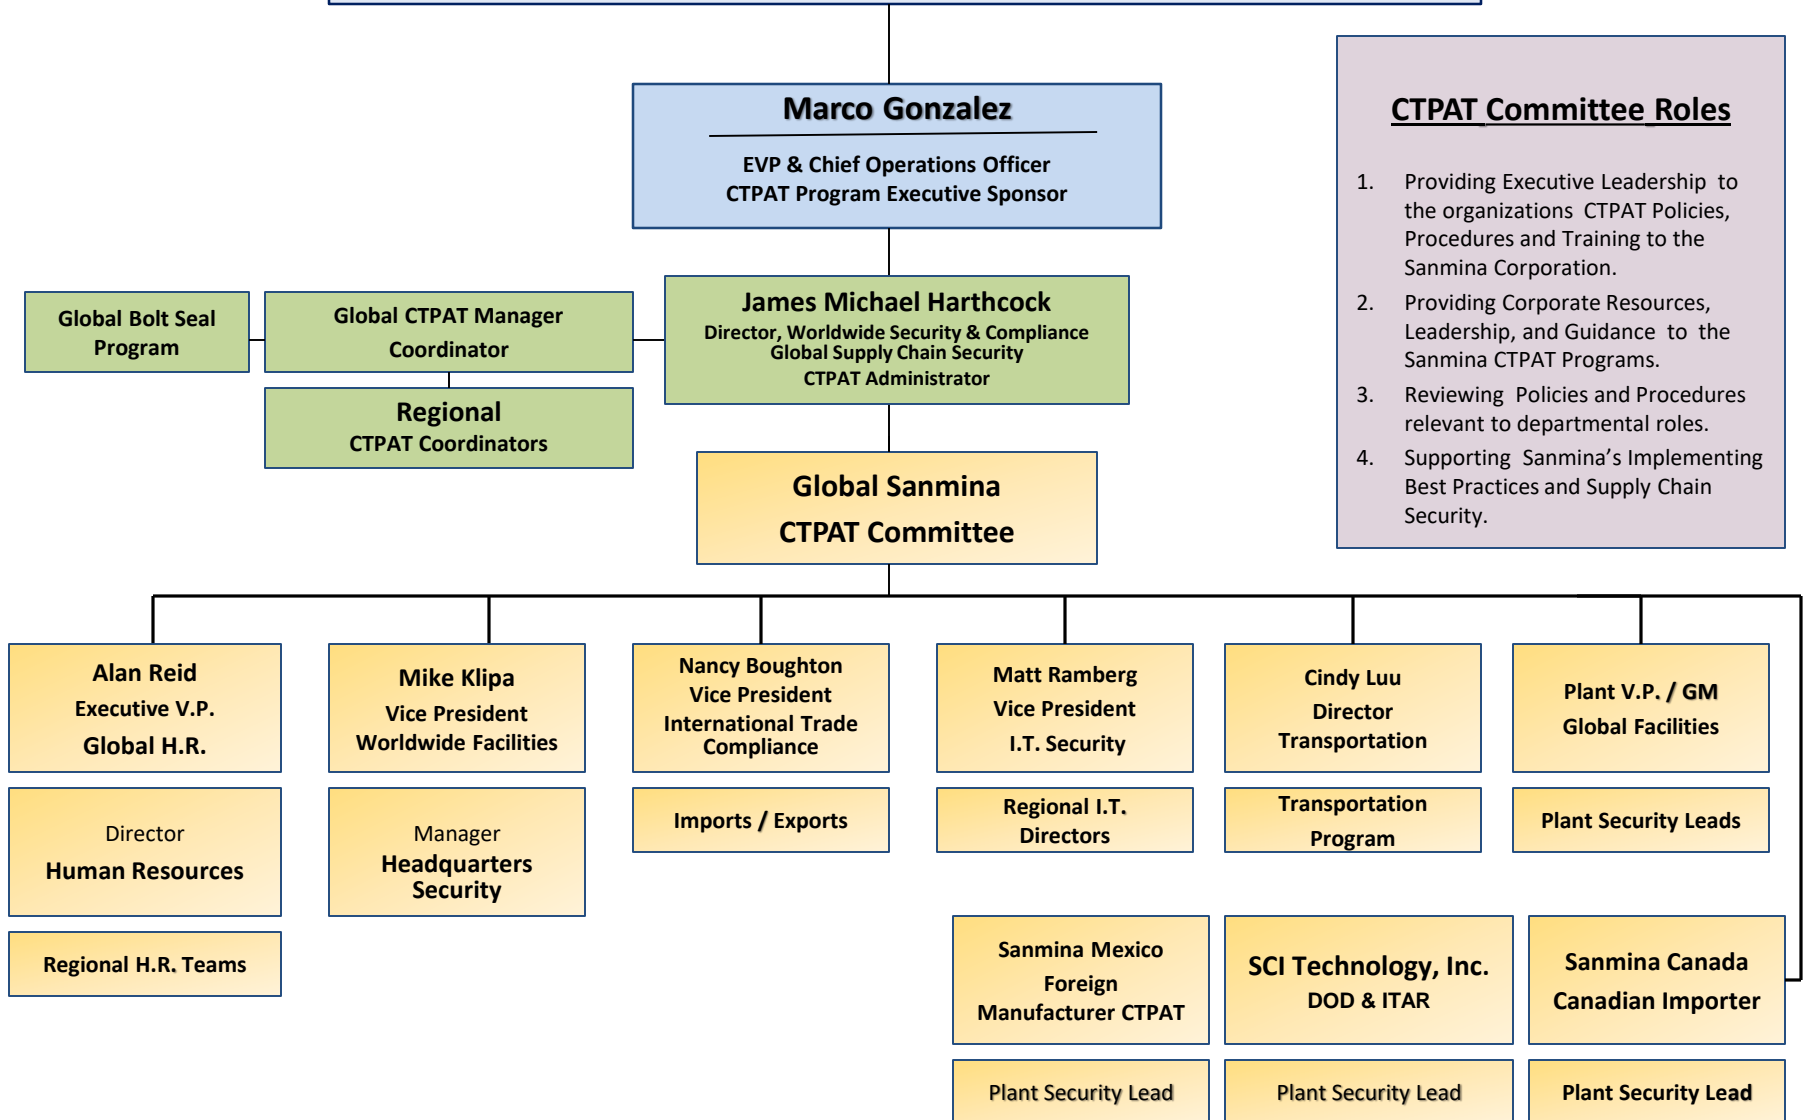 Marco Gonzalez
EVP & Chief Operations Officer
CTPAT Program Executive Sponsor
CTPAT Committee Roles
1. Providing Executive Leadership to
the organizations CTPAT Policies,
Procedures and Training to the
Sanmina Corporation.
2. Providing Corporate Resources,
Leadership, and Guidance to the
Sanmina CTPAT Programs.
3. Reviewing Policies and Procedures
relevant to departmental roles.
4. Supporting Sanmina’s Implementing
Best Practices and Supply Chain
Security.
Global Bolt Seal
Program
Global CTPAT Manager
Coordinator
James Michael Harthcock
Director, Worldwide Security & Compliance
Global Supply Chain Security
CTPAT Administrator
Regional
CTPAT Coordinators
Global Sanmina
CTPAT Committee
Alan Reid
Executive V.P.
Global H.R.
Mike Klipa
Vice President
Worldwide Facilities
Nancy Boughton
Vice President
International Trade
Compliance
Matt Ramberg
Vice President
I.T. Security
Cindy Luu
Director
Transportation
Plant V.P. / GM
Global Facilities
Director
Human Resources
Manager
Headquarters
Security
Imports / Exports
Regional I.T.
Directors
Transportation
Program
Plant Security Leads
Regional H.R. Teams
Sanmina Mexico
Foreign
Manufacturer CTPAT
SCI Technology, Inc.
DOD & ITAR
Sanmina Canada
Canadian Importer
Plant Security Lead
Plant Security Lead
Plant Security Lead